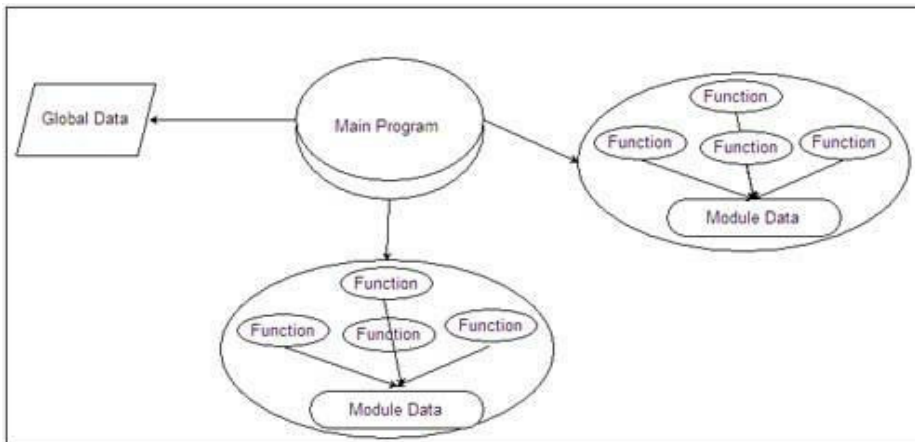 Global Data
Main Program
Function
Function
Function
Function
Module Data
Function
Function
Function
Function
Module Data